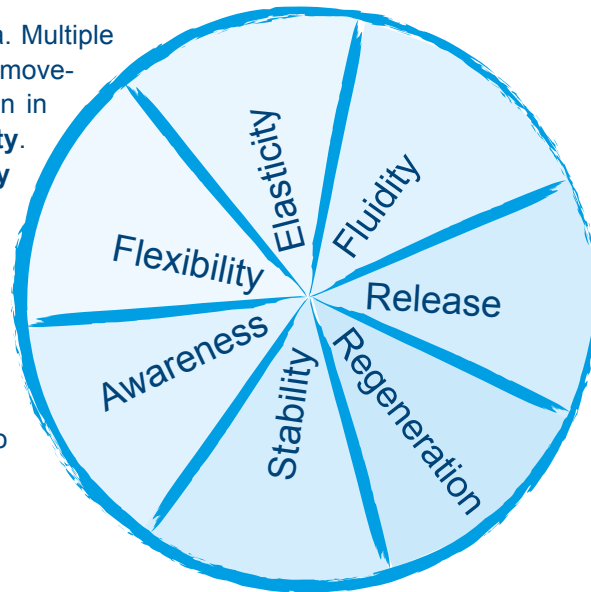 a. Multiple
move-
n in
ty.
y
o
Elasticity
Fluidity
Flexibility
Release
Awareness
Regeneration
Stability